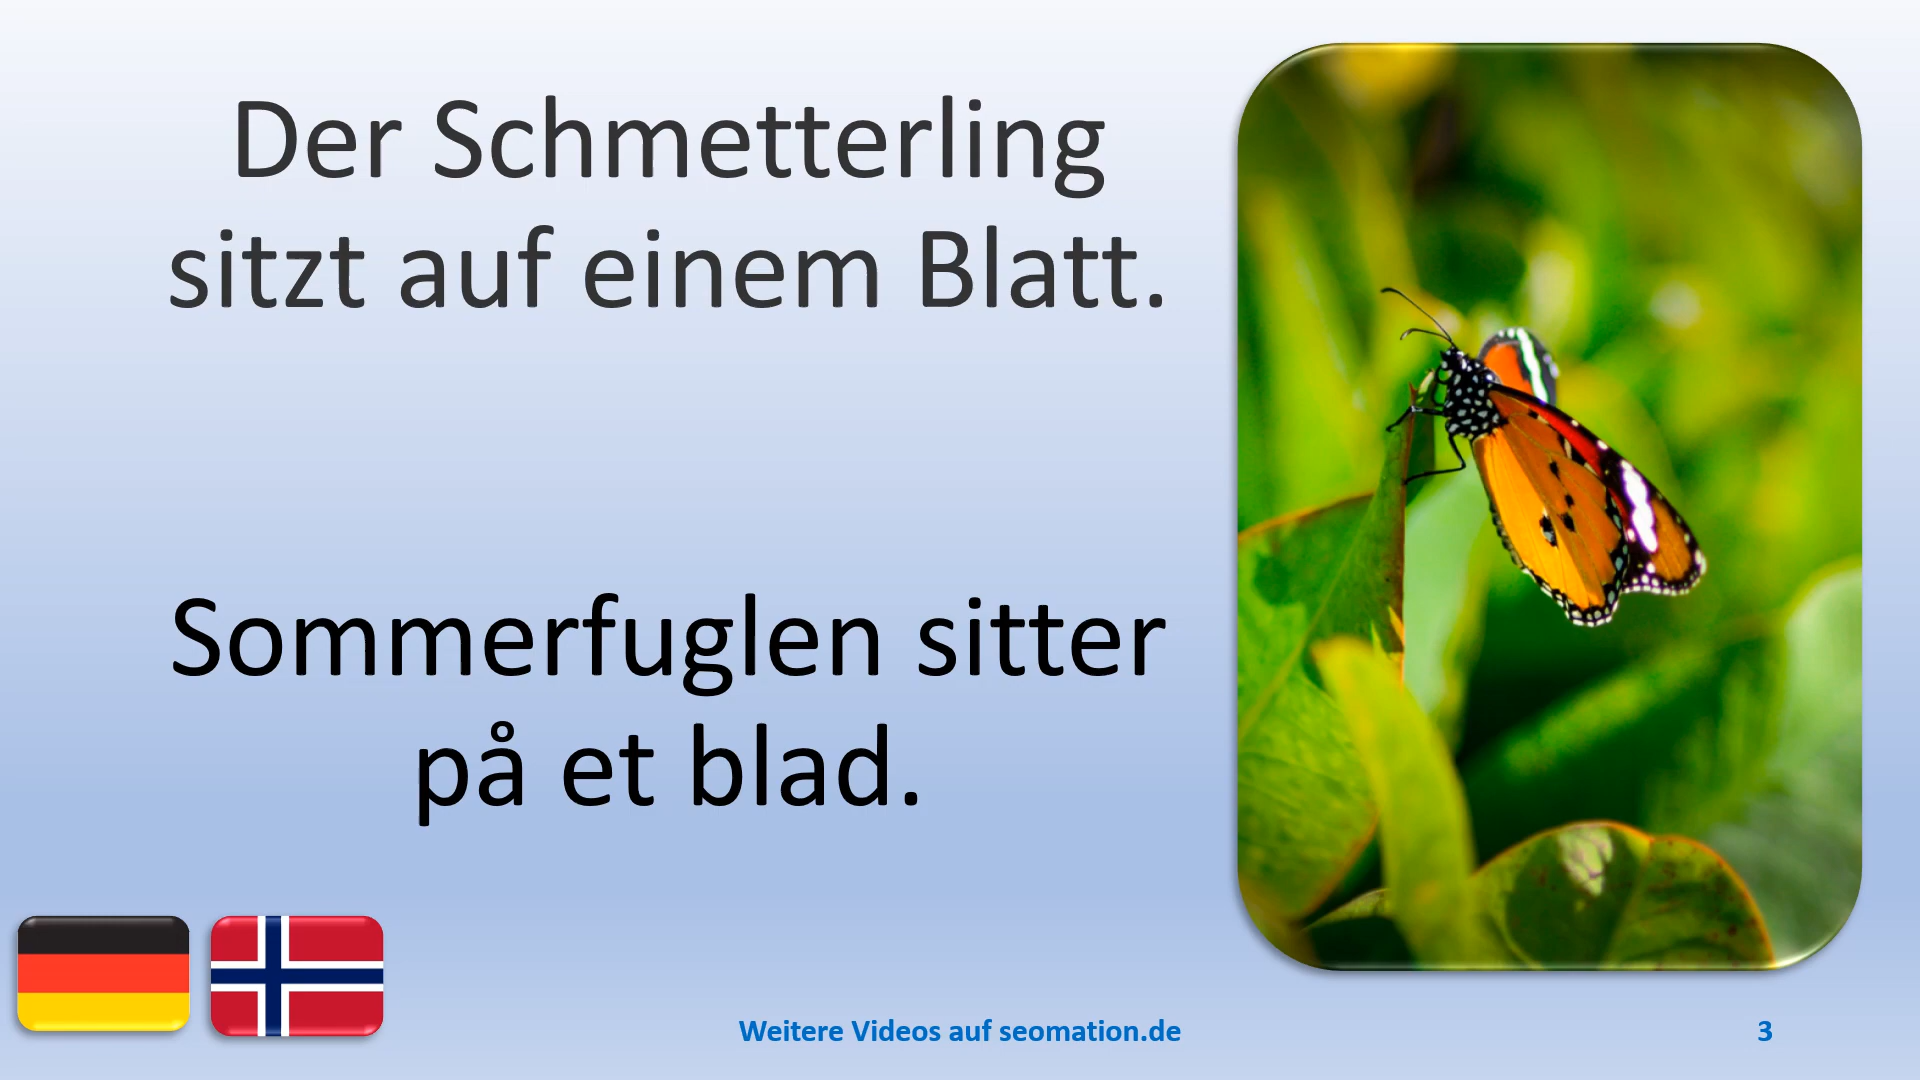 Der Schmetterling
sitzt auf einem Blatt.
Sommerfuglen sitter
på et blad.
Weitere Videos auf seomation.de
3